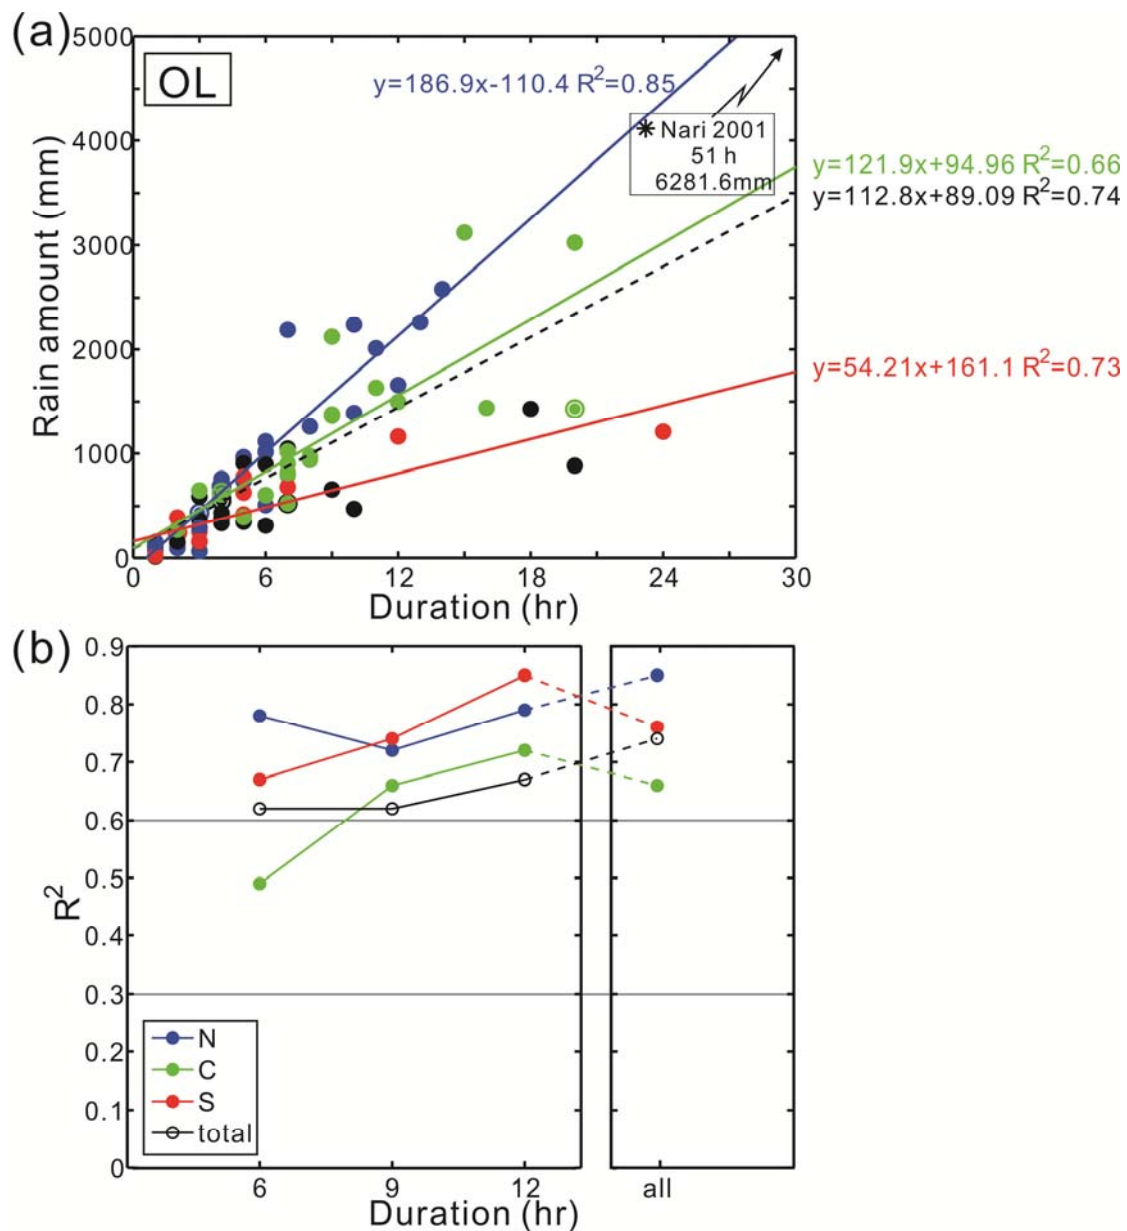 (a)
5000
4000
3000
2000
1000
0
Rain amount (mm)
OL
y=186.9x-110.4 R²=0.85
✱ Nari 2001
51 h
6281.6mm
y=121.9x+94.96 R²=0.66
y=112.8x+89.09 R²=0.74
y=54.21x+161.1 R²=0.73
0 6 12 18 24 30
Duration (hr)
(b)
0.9
0.8
0.7
0.6
0.5
0.4
0.3
0.2
0.1
0
R²
N
C
S
total
6 9 12 all
Duration (hr)